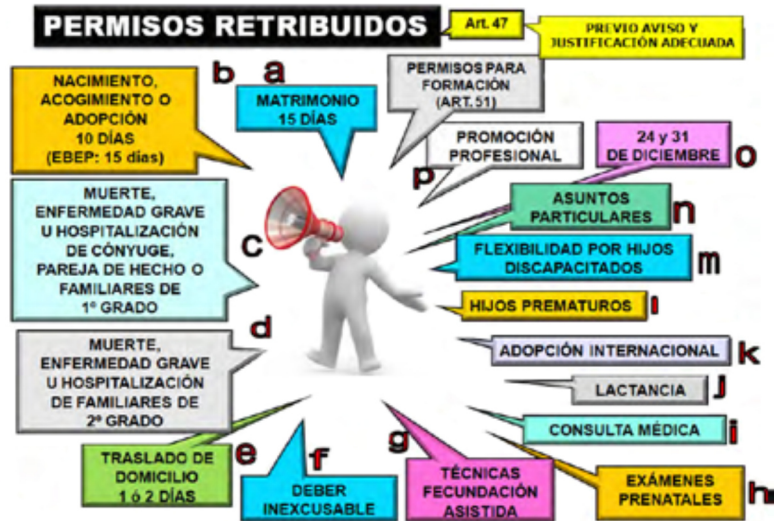 PERMISOS RETRIBUIDOS
Art. 47
PREVIO AVISO Y
JUSTIFICACIÓN ADECUADA
b
NACIMIENTO,
ACOGIMIENTO O
ADOPCIÓN
10 DÍAS
(EBEP: 15 días)
a
MATRIMONIO
15 DÍAS
PERMISOS PARA
FORMACIÓN
(ART. 51)
PROMOCIÓN
PROFESIONAL
p
24 y 31
DE DICIEMBRE
o
ASUNTOS
PARTICULARES
n
FLEXIBILIDAD POR HIJOS
DISCAPACITADOS
m
HIJOS PREMATUROS
l
ADOPCIÓN INTERNACIONAL
k
LACTANCIA
j
CONSULTA MÉDICA
i
EXÁMENES
PRENATALES
h
MUERTE,
ENFERMEDAD GRAVE
U HOSPITALIZACIÓN
DE CÓNYUGE,
PAREJA DE HECHO O
FAMILIARES DE
1º GRADO
c
MUERTE,
ENFERMEDAD GRAVE
U HOSPITALIZACIÓN
DE FAMILIARES DE
2º GRADO
d
TRASLADO DE
DOMICILIO
1 ó 2 DÍAS
e
f
DEBER
INEXCUSABLE
g
TÉCNICAS
FECUNDACIÓN
ASISTIDA